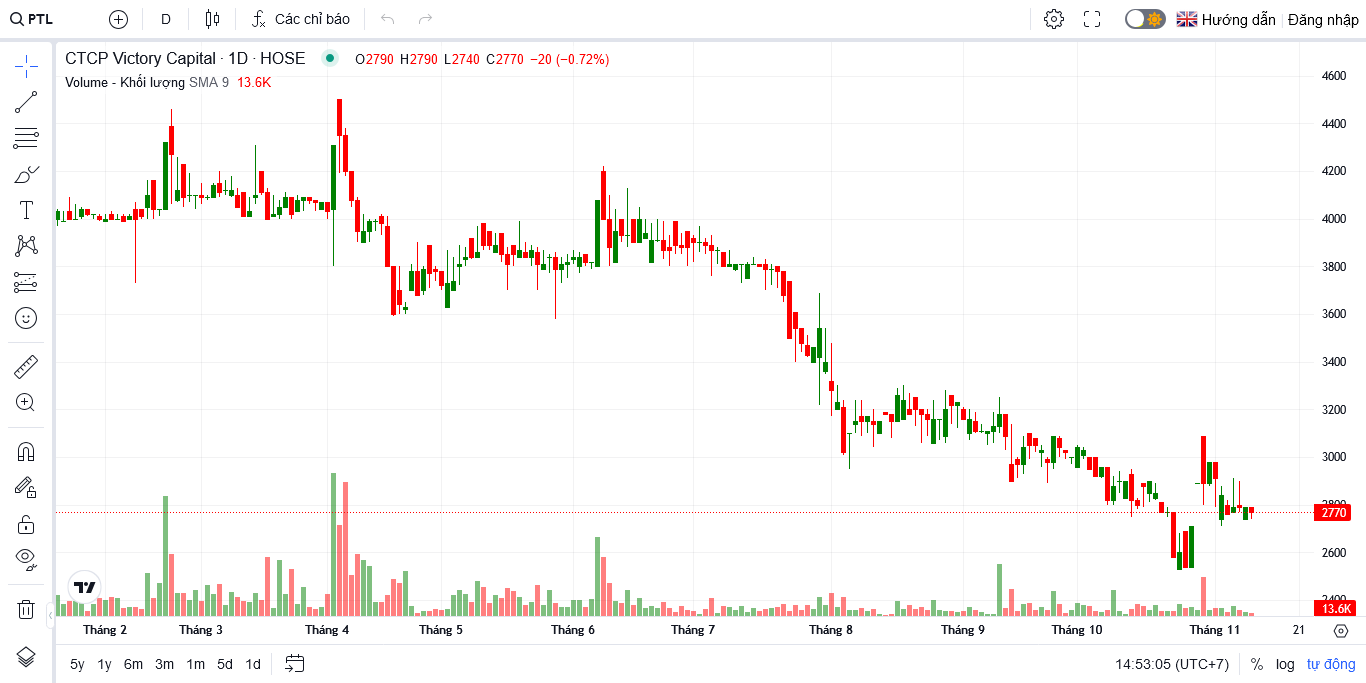 PTL D Các chỉ báo Hướng dẫn Đăng nhập
CTCP Victory Capital · 1D · HOSE O2790 H2790 L2740 C2770 −20 (−0.72%)
Volume - Khối lượng SMA 9 13.6K
4600
4400
4200
4000
3800
3600
3400
3200
3000
2800
2770
2600
2400
13.6K
Tháng 2 Tháng 3 Tháng 4 Tháng 5 Tháng 6 Tháng 7 Tháng 8 Tháng 9 Tháng 10 Tháng 11 21
5y 1y 6m 3m 1m 5d 1d 14:53:05 (UTC+7) % log tự động